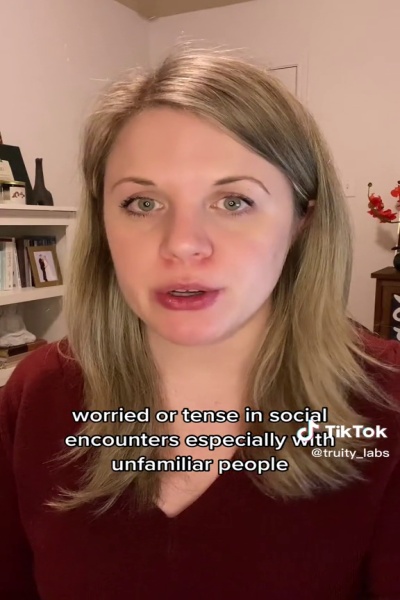 worried or tense in social
encounters especially with
unfamiliar people
TikTok
@truity_labs